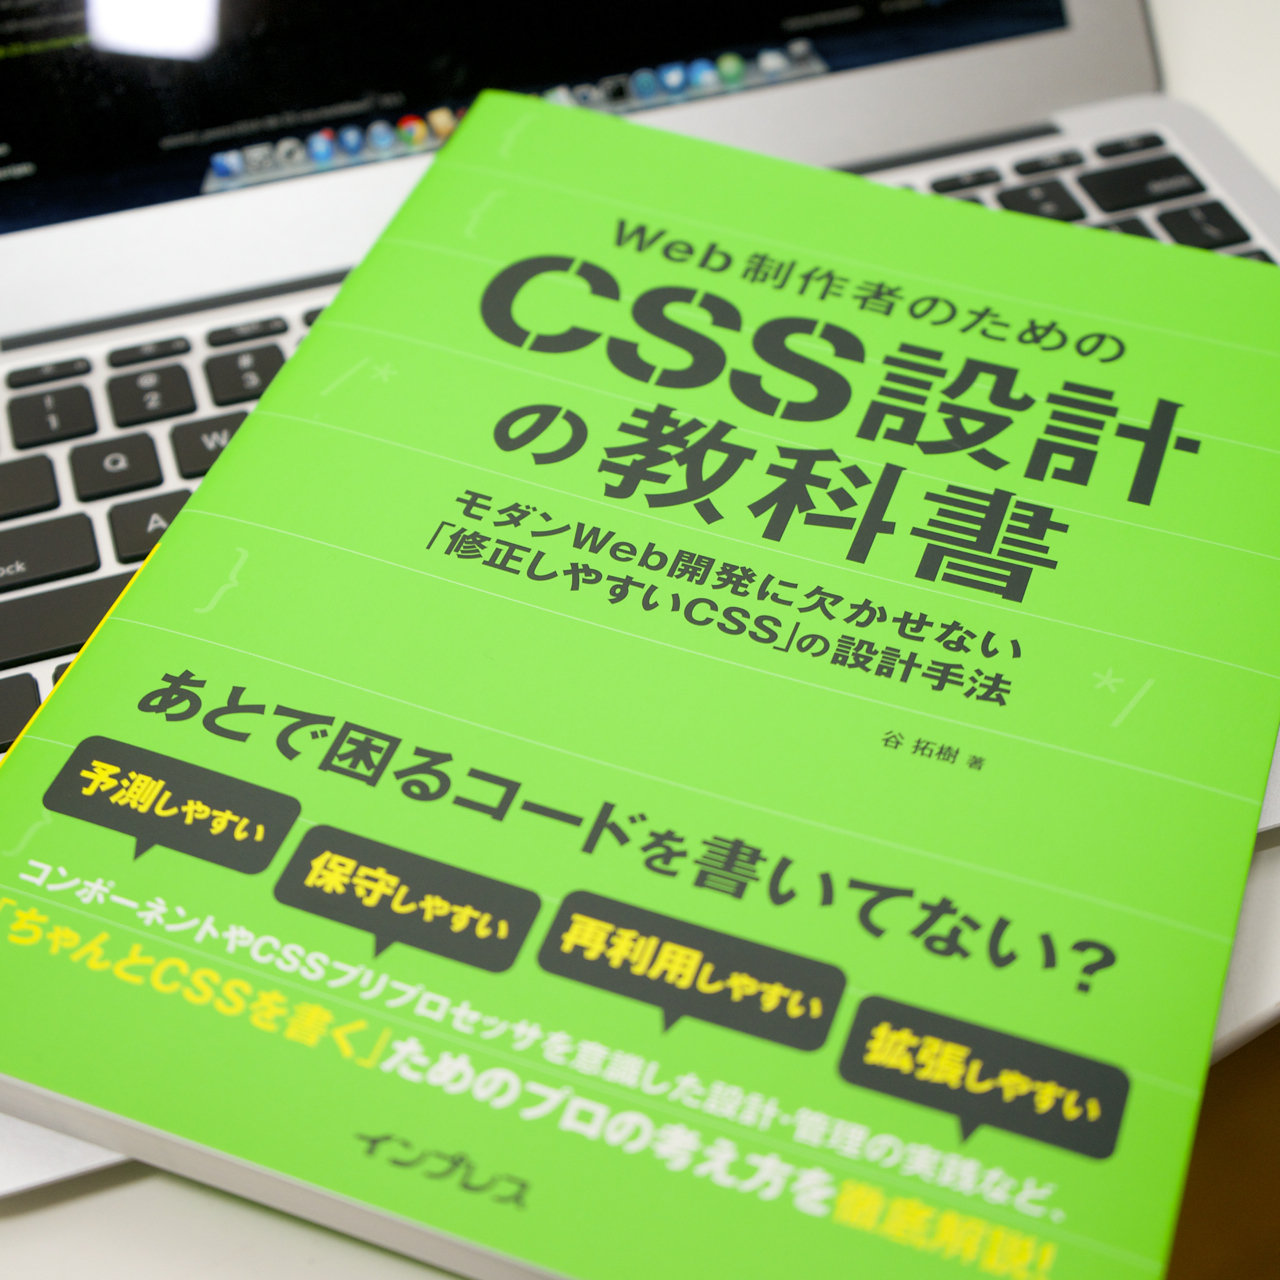 Web制作者のための
CSS設計
の教科書
モダンWeb開発に欠かせない
「修正しやすいCSS」の設計手法
谷 拓樹 著
あとで困るコードを書いてない?
予測しやすい
保守しやすい
再利用しやすい
拡張しやすい
コンポーネントやCSSプリプロセッサを意識した設計・管理の実践など、
「ちゃんとCSSを書く」ためのプロの考え方を徹底解説!
インプレス
{
{
/*
}
*/
{
!
1
@
2
#
3
Q
W
A
ock